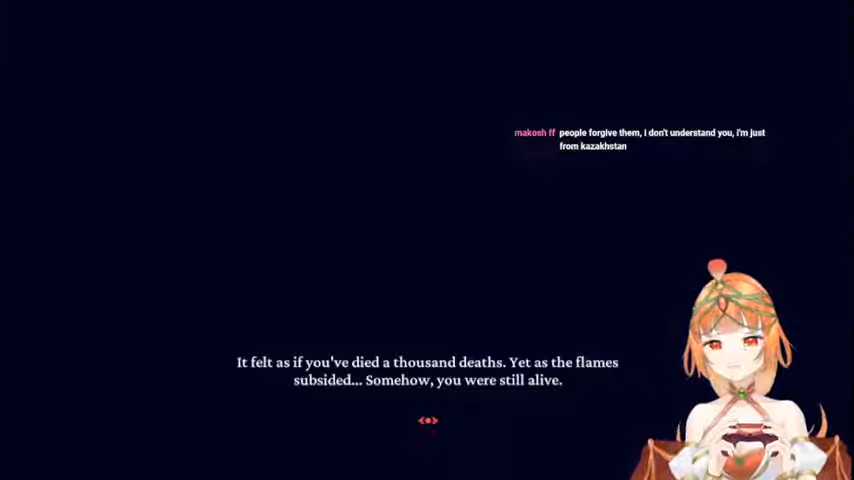 makosh ff people forgive them, i don't understand you, i'm just
from kazakhstan
It felt as if you've died a thousand deaths. Yet as the flames
subsided... Somehow, you were still alive.